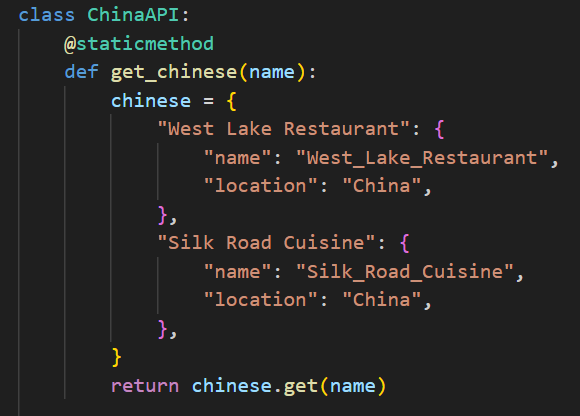 class ChinaAPI:
    @staticmethod
    def get_chinese(name):
        chinese = {
            "West Lake Restaurant": {
                "name": "West_Lake_Restaurant",
                "location": "China",
            },
            "Silk Road Cuisine": {
                "name": "Silk_Road_Cuisine",
                "location": "China",
            },
        }
        return chinese.get(name)